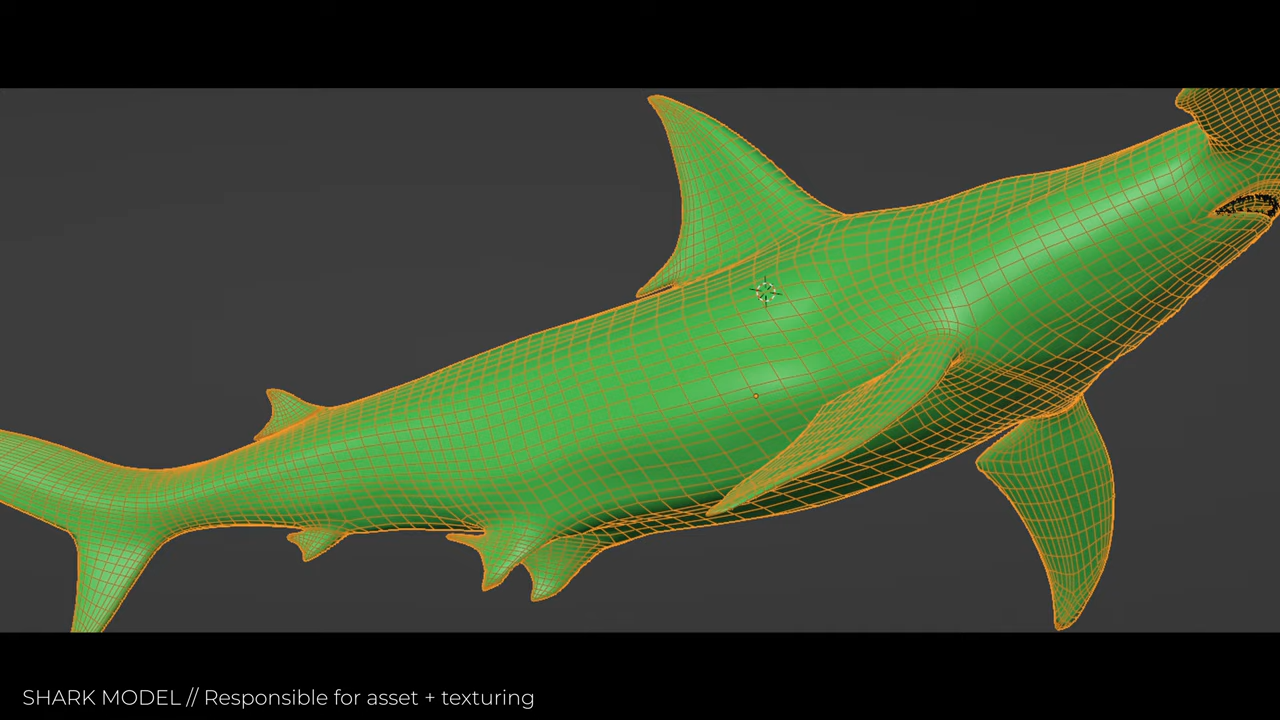 SHARK MODEL // Responsible for asset + texturing